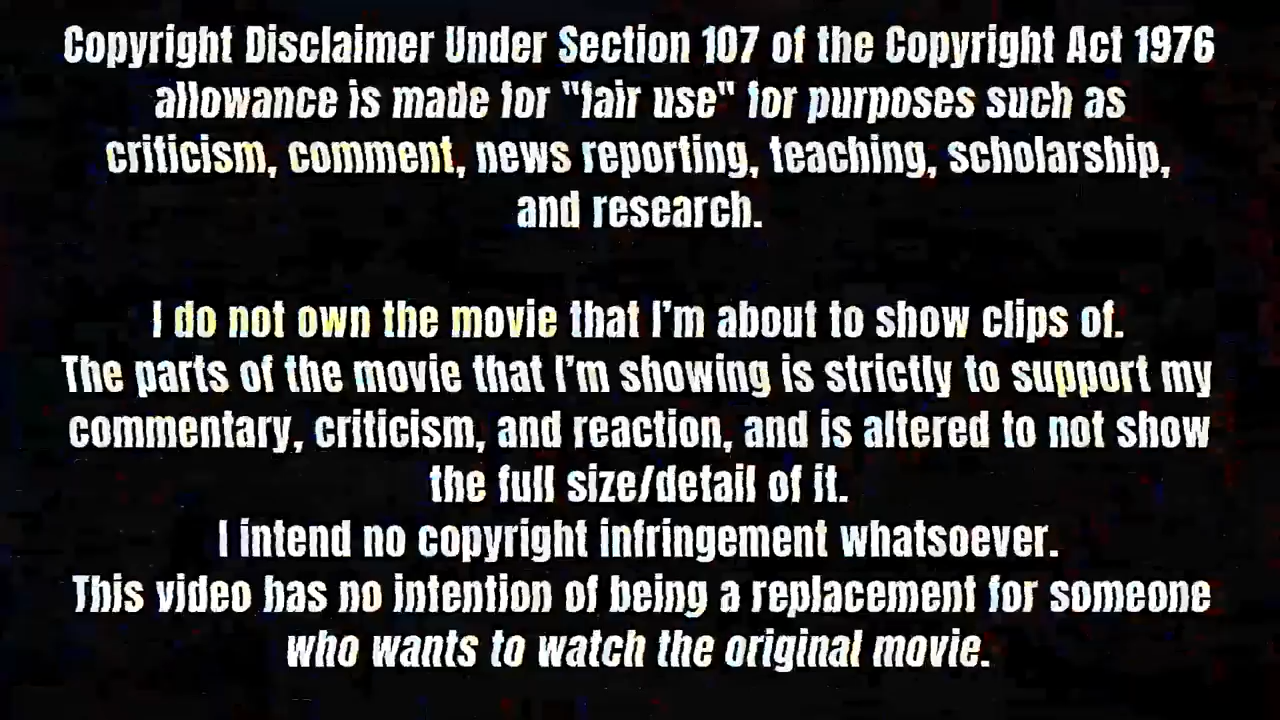 Copyright Disclaimer Under Section 107 of the Copyright Act 1976
allowance is made for "fair use" for purposes such as
criticism, comment, news reporting, teaching, scholarship,
and research.
I do not own the movie that I'm about to show clips of.
The parts of the movie that I'm showing is strictly to support my
commentary, criticism, and reaction, and is altered to not show
the full size/detail of it.
I intend no copyright infringement whatsoever.
This video has no intention of being a replacement for someone
who wants to watch the original movie.